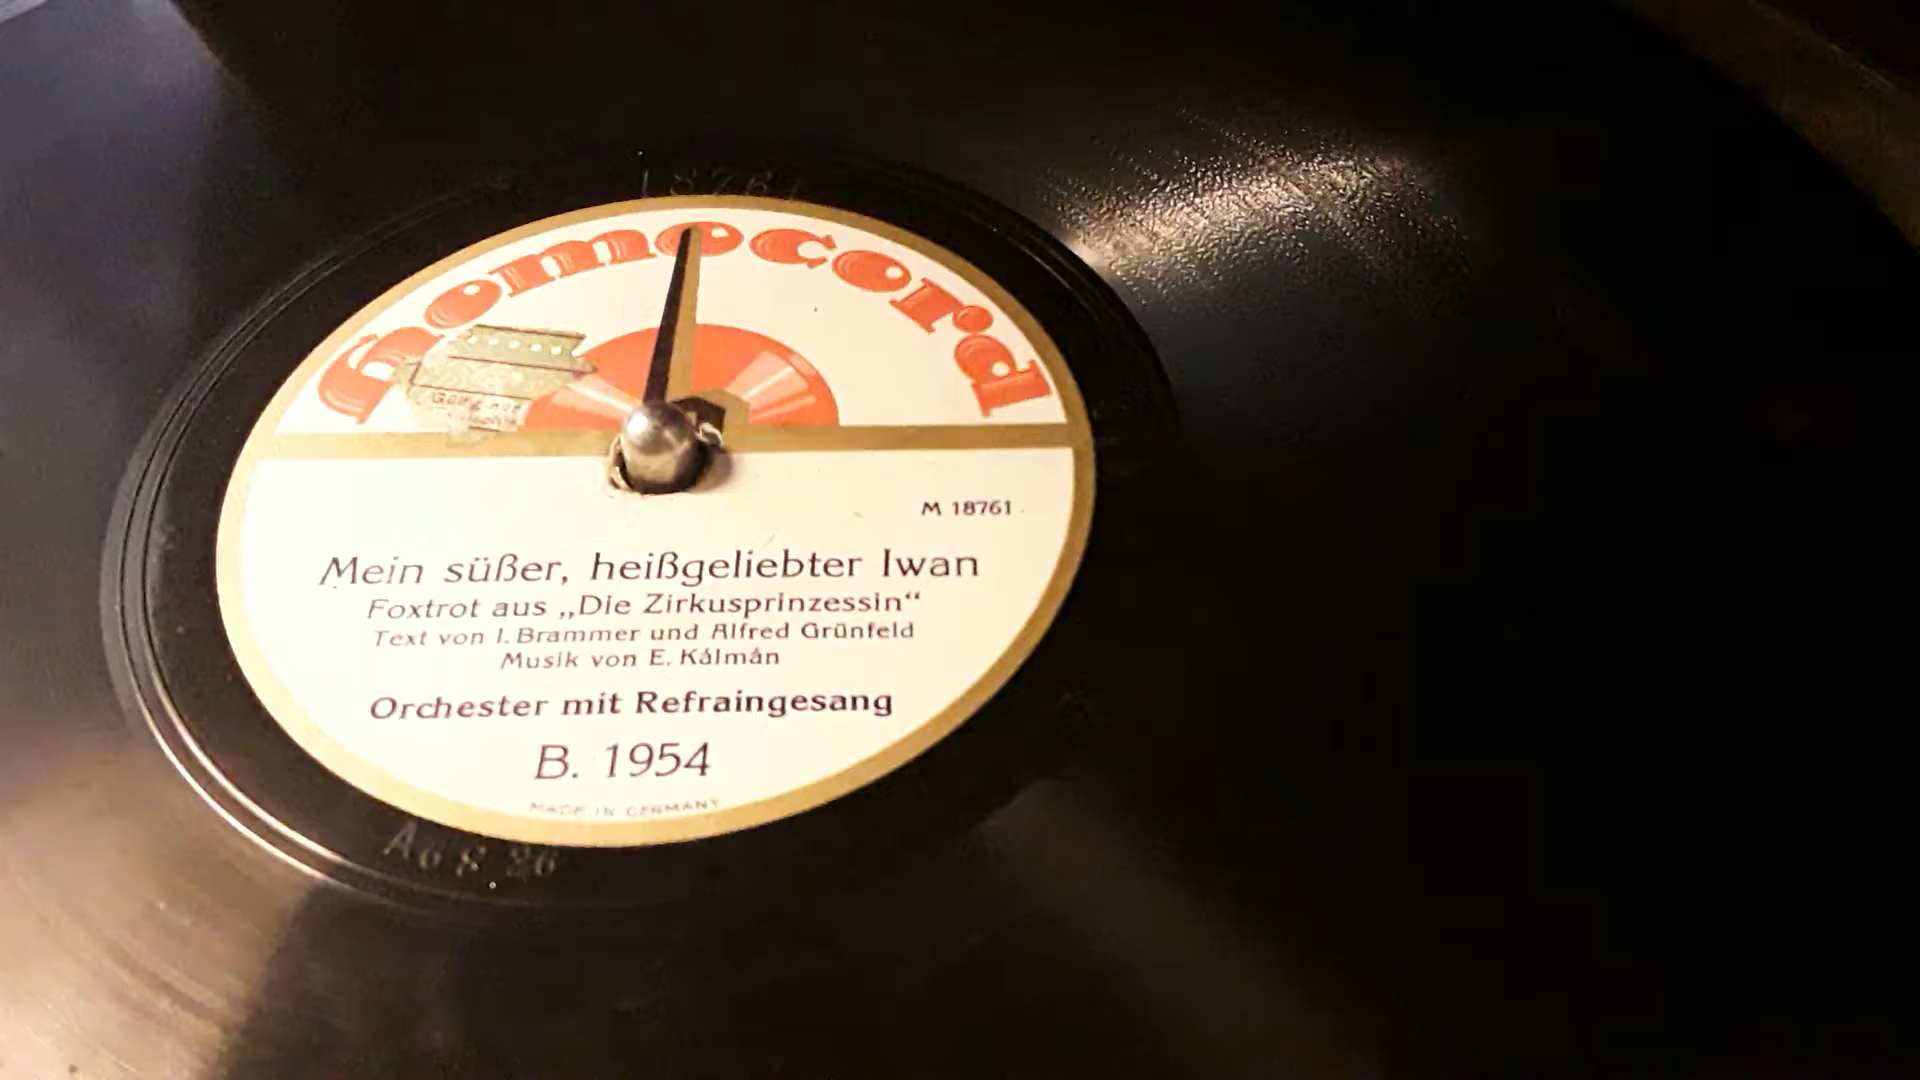 18761
Homocord
M 18761
Mein süßer, heißgeliebter Iwan
Foxtrot aus „Die Zirkusprinzessin“
Text von I. Brammer und Alfred Grünfeld
Musik von E. Kálmán
Orchester mit Refraingesang
B. 1954
MADE IN GERMANY